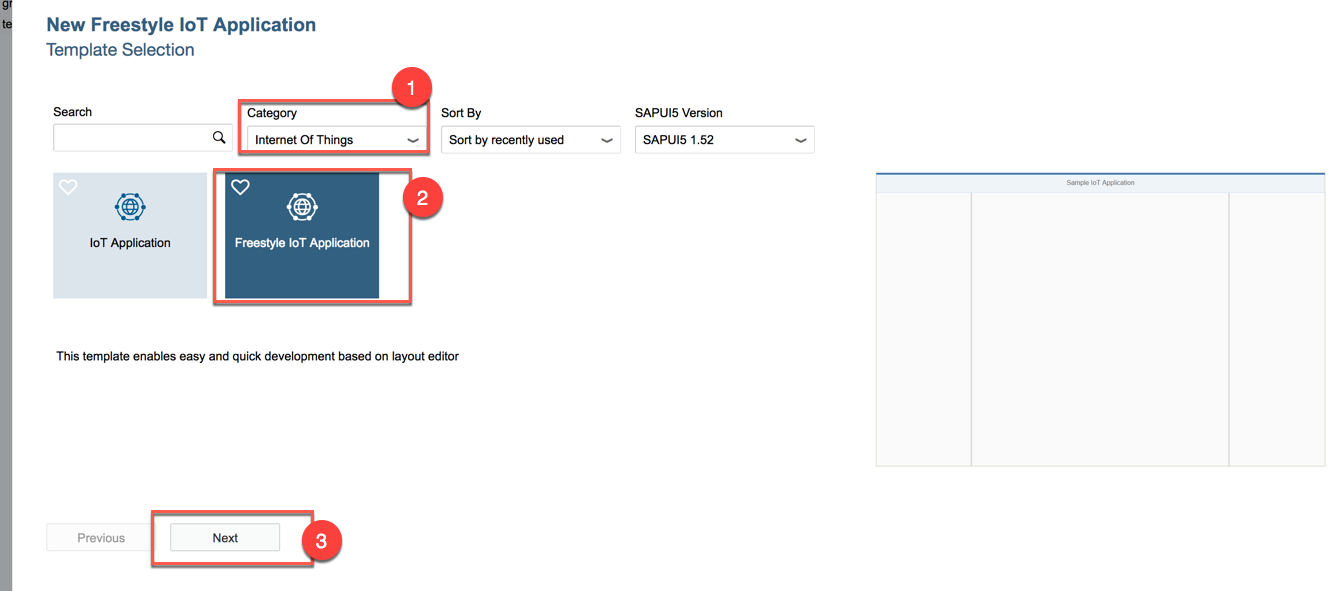 gr
te
New Freestyle IoT Application
Template Selection
1
Search
Category
Sort By
SAPUI5 Version
Internet Of Things
Sort by recently used
SAPUI5 1.52
2
IoT Application
Freestyle IoT Application
Sample IoT Application
This template enables easy and quick development based on layout editor
Previous
Next
3